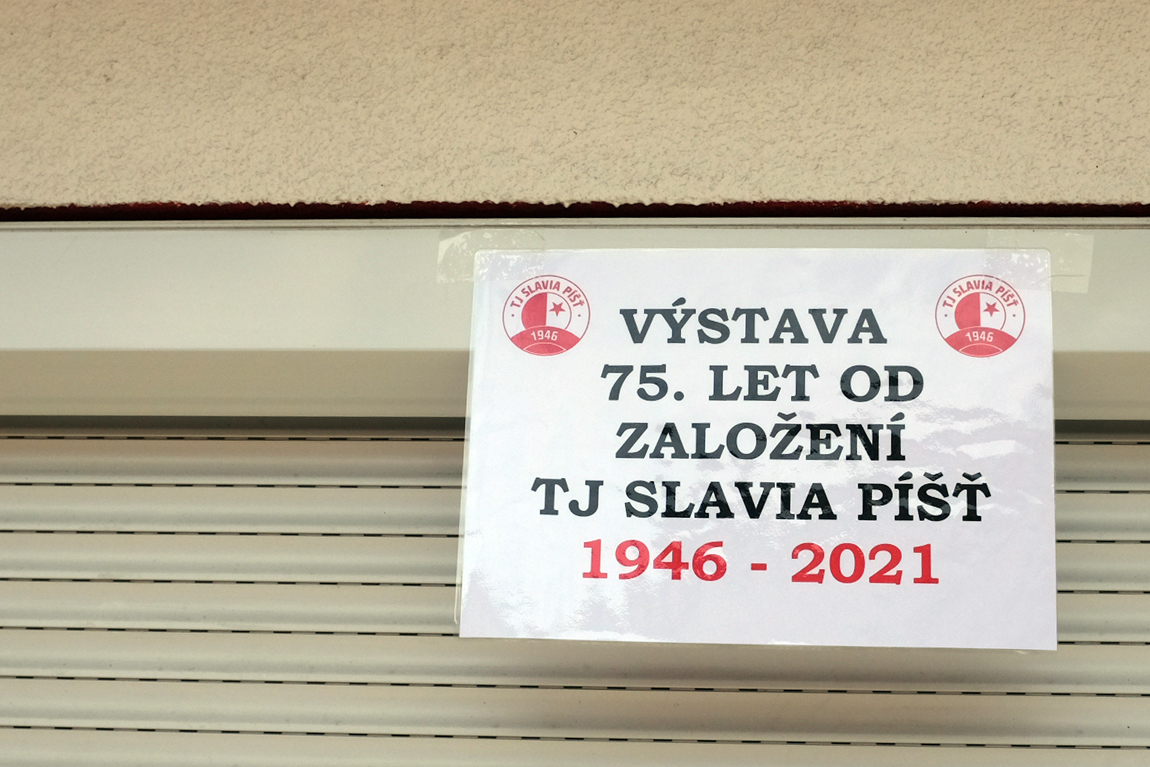 TJ SLAVIA PÍŠŤ
1946
TJ SLAVIA PÍŠŤ
1946
VÝSTAVA
75. LET OD
ZALOŽENÍ
TJ SLAVIA PÍŠŤ
1946 - 2021